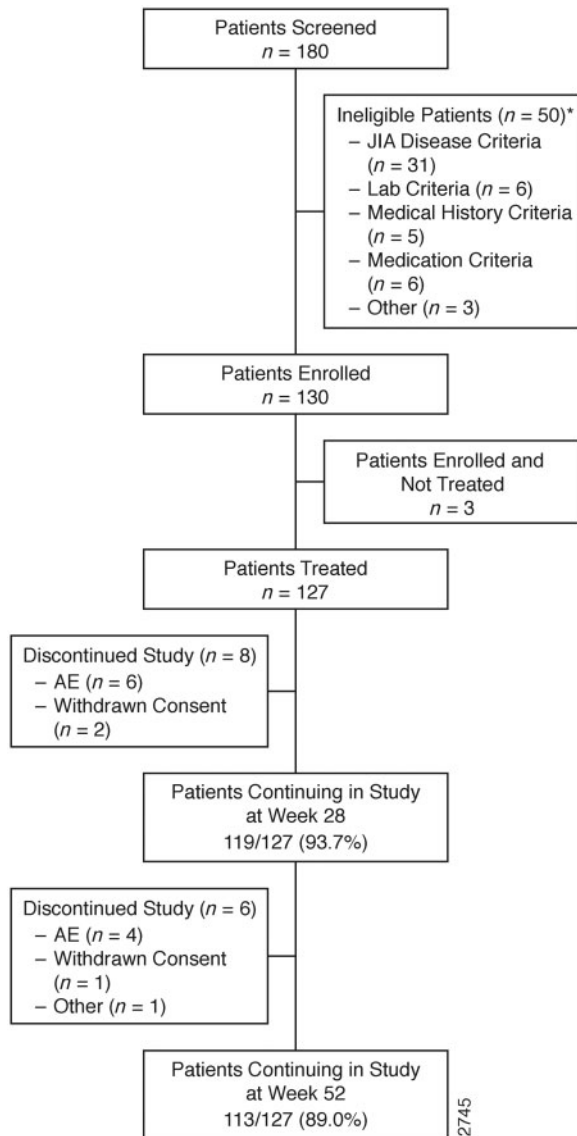 Patients Screened
n = 180
Ineligible Patients (n = 50)*
– JIA Disease Criteria
(n = 31)
– Lab Criteria (n = 6)
– Medical History Criteria
(n = 5)
– Medication Criteria
(n = 6)
– Other (n = 3)
Patients Enrolled
n = 130
Patients Enrolled and
Not Treated
n = 3
Patients Treated
n = 127
Discontinued Study (n = 8)
– AE (n = 6)
– Withdrawn Consent
(n = 2)
Patients Continuing in Study
at Week 28
119/127 (93.7%)
Discontinued Study (n = 6)
– AE (n = 4)
– Withdrawn Consent
(n = 1)
– Other (n = 1)
Patients Continuing in Study
at Week 52
113/127 (89.0%)
2745